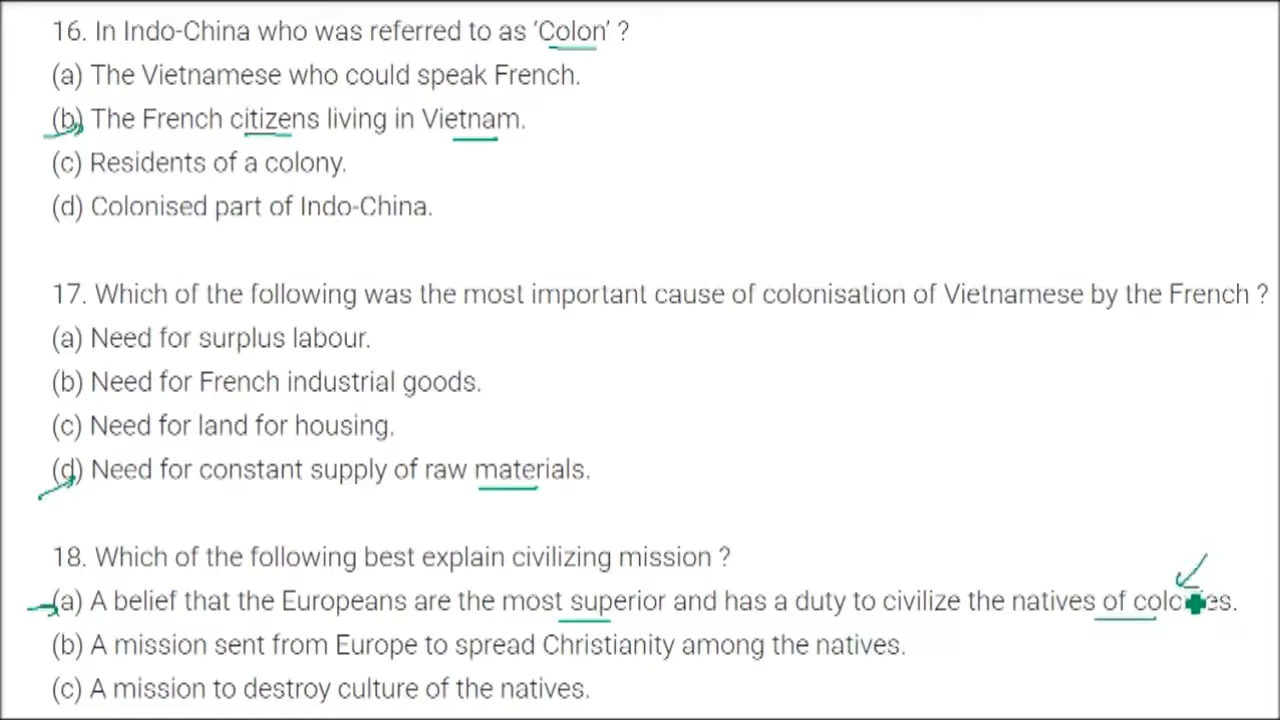 16. In Indo-China who was referred to as ‘Colon’ ?
(a) The Vietnamese who could speak French.
(b) The French citizens living in Vietnam.
(c) Residents of a colony.
(d) Colonised part of Indo-China.
17. Which of the following was the most important cause of colonisation of Vietnamese by the French ?
(a) Need for surplus labour.
(b) Need for French industrial goods.
(c) Need for land for housing.
(d) Need for constant supply of raw materials.
18. Which of the following best explain civilizing mission ?
(a) A belief that the Europeans are the most superior and has a duty to civilize the natives of colonies.
(b) A mission sent from Europe to spread Christianity among the natives.
(c) A mission to destroy culture of the natives.